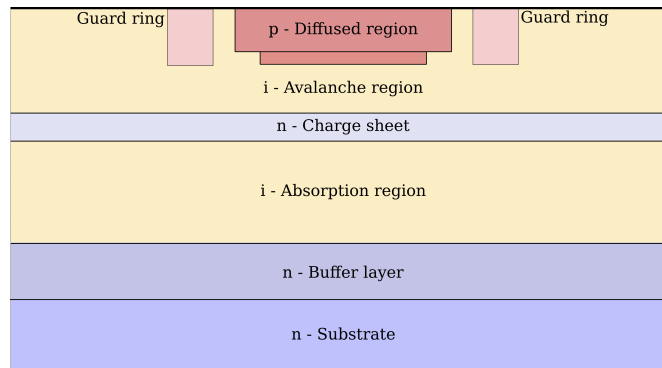 Guard ring
Guard ring
p - Diffused region
i - Avalanche region
n - Charge sheet
i - Absorption region
n - Buffer layer
n - Substrate